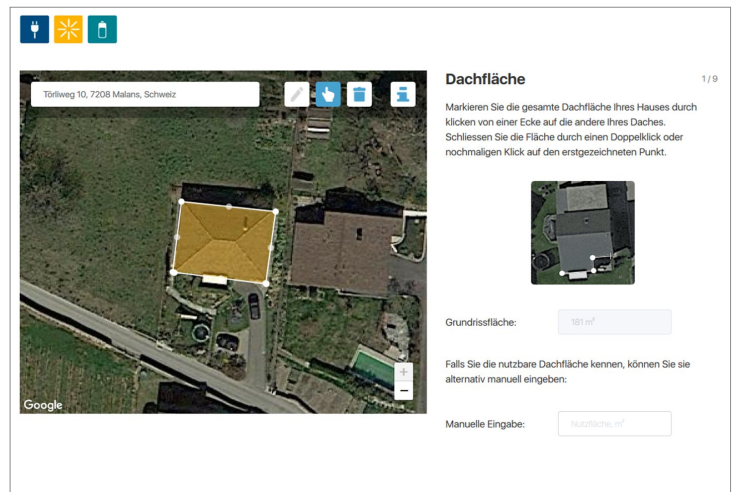 Törliweg 10, 7208 Malans, Schweiz
Google
Dachfläche
1/9
Markieren Sie die gesamte Dachfläche Ihres Hauses durch
klicken von einer Ecke auf die andere Ihres Daches.
Schliessen Sie die Fläche durch einen Doppelklick oder
nochmaligen Klick auf den erstgezeichneten Punkt.
Grundrissfläche: 181 m²
Falls Sie die nutzbare Dachfläche kennen, können Sie sie
alternativ manuell eingeben:
Manuelle Eingabe: Nutzfläche, m²